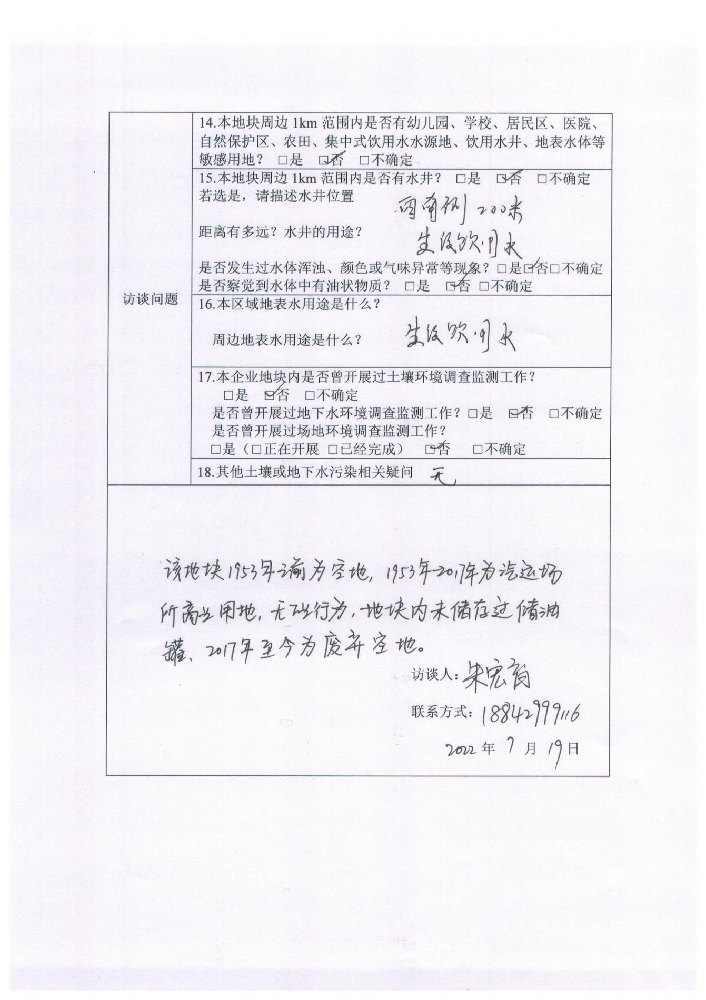 14.本地块周边 1km 范围内是否有幼儿园、学校、居民区、医院、
自然保护区、农田、集中式饮用水水源地、饮用水井、地表水体等
敏感用地? □是 ☑否 □不确定
15.本地块周边 1km 范围内是否有水井? □是 ☑否 □不确定
若选是,请描述水井位置
西南侧 200米
距离有多远?水井的用途?
生活饮用水
是否发生过水体浑浊、颜色或气味异常等现象?□是☑否□不确定
是否察觉到水体中有油状物质? □是 ☑否 □不确定
访谈问题
16.本区域地表水用途是什么?
周边地表水用途是什么? 生活饮用水
17.本企业地块内是否曾开展过土壤环境调查监测工作?
□是 ☑否 □不确定
是否曾开展过地下水环境调查监测工作?□是 ☑否 □不确定
是否曾开展过场地环境调查监测工作?
□是(□正在开展 □已经完成) ☑否 □不确定
18.其他土壤或地下水污染相关疑问 无
该地块1953年之前为空地,1953年-2017年为汽运场
所商业用地,无行为,地块内未储存过储油
罐、2017年至今为废弃空地。
访谈人:朱宏
联系方式:18842999116
2022年 7月 19日